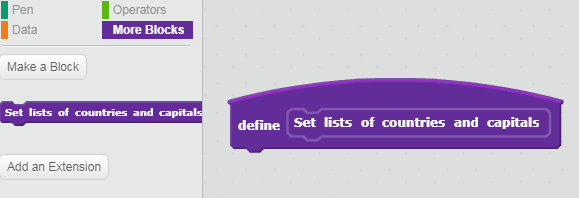 Pen Operators
Data More Blocks
Make a Block
Set lists of countries and capitals
Add an Extension
define Set lists of countries and capitals